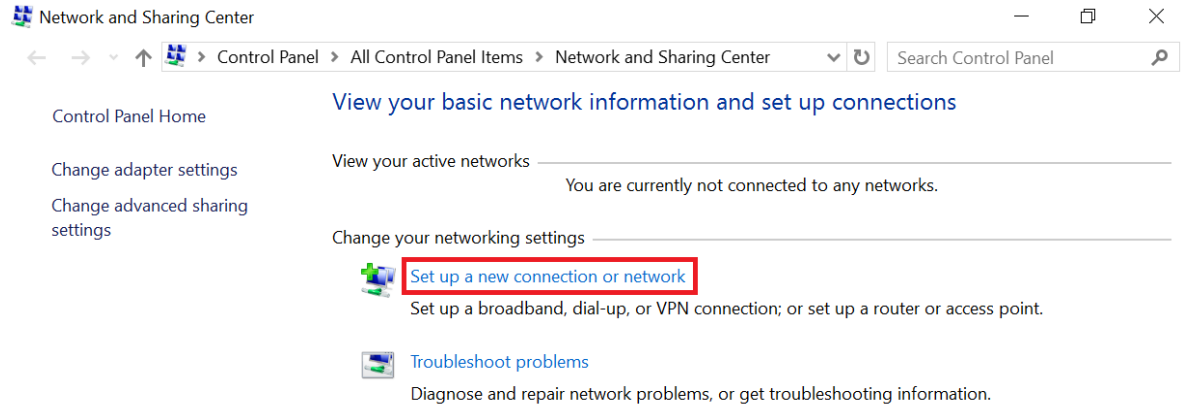 Network and Sharing Center
Control Panel > All Control Panel Items > Network and Sharing Center
Search Control Panel
Control Panel Home
Change adapter settings
Change advanced sharing
settings
View your basic network information and set up connections
View your active networks
You are currently not connected to any networks.
Change your networking settings
Set up a new connection or network
Set up a broadband, dial-up, or VPN connection; or set up a router or access point.
Troubleshoot problems
Diagnose and repair network problems, or get troubleshooting information.